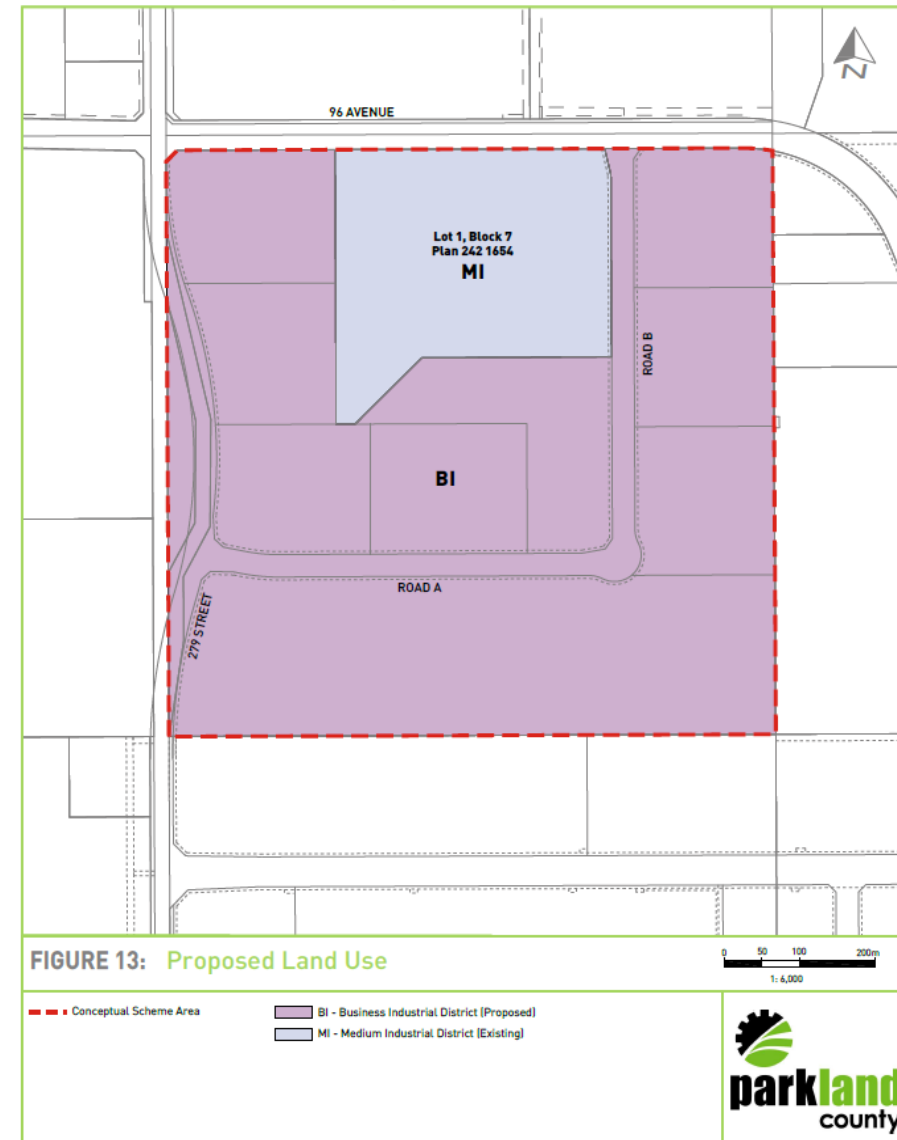 N
96 AVENUE
Lot 1, Block 7
Plan 242 1654
MI
ROAD B
BI
ROAD A
279 STREET
FIGURE 13: Proposed Land Use
0 50 100 200m
1: 6,000
Conceptual Scheme Area
BI - Business Industrial District (Proposed)
MI - Medium Industrial District (Existing)
parkland
county